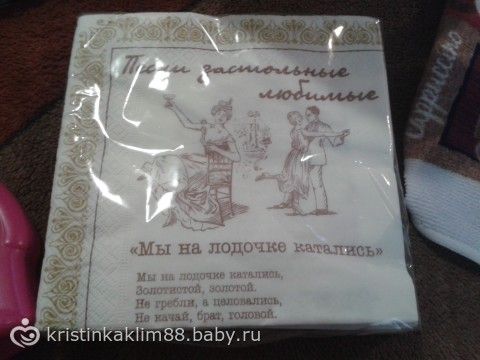 Песни застольные
любимые
«Мы на лодочке катались»
Мы на лодочке катались,
Золотистой, золотой.
Не гребли, а целовались,
Не качай, брат, головой.
капуччино
kristinkaklim88.baby.ru